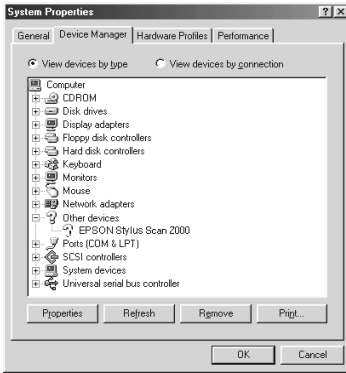 System Properties
General Device Manager Hardware Profiles Performance
View devices by type View devices by connection
Computer
CDROM
Disk drives
Display adapters
Floppy disk controllers
Hard disk controllers
Keyboard
Monitors
Mouse
Network adapters
Other devices
EPSON Stylus Scan 2000
Ports (COM & LPT)
SCSI controllers
System devices
Universal serial bus controller
Properties Refresh Remove Print...
OK Cancel